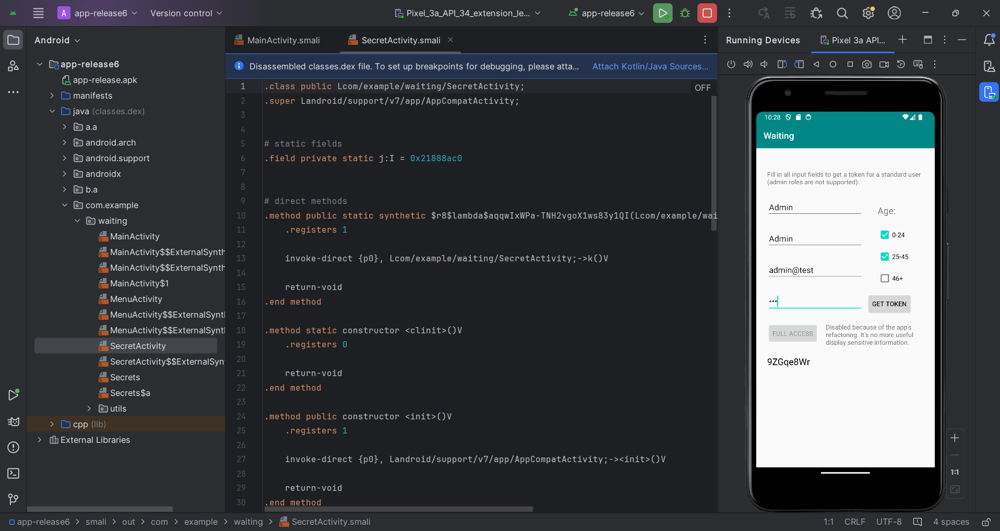 A app-release6 Version control Pixel_3a_API_34_extension_le... app-release6
Android
app-release6
app-release.apk
manifests
java (classes.dex)
a.a
android.arch
android.support
androidx
b.a
com.example
waiting
MainActivity
MainActivity$$ExternalSynth
MainActivity$$ExternalSynth
MainActivity$1
MenuActivity
MenuActivity$$ExternalSyntl
MenuActivity$$ExternalSyntl
SecretActivity
SecretActivity$$ExternalSyn
Secrets
Secrets$a
utils
cpp (lib)
External Libraries
MainActivity.smali SecretActivity.smali
Disassembled classes.dex file. To set up breakpoints for debugging, please atta... Attach Kotlin/Java Sources...
OFF
1 .class public Lcom/example/waiting/SecretActivity;
2 .super Landroid/support/v7/app/AppCompatActivity;
3
4
5 # static fields
6 .field private static j:I = 0x21888ac0
7
8
9 # direct methods
10 .method public static synthetic $r8$lambda$aqqwIxWPa-TNH2vgoX1ws83y1QI(Lcom/example/wai
11 .registers 1
12
13 invoke-direct {p0}, Lcom/example/waiting/SecretActivity;->k()V
14
15 return-void
16 .end method
17
18 .method static constructor <clinit>()V
19 .registers 0
20
21 return-void
22 .end method
23
24 .method public constructor <init>()V
25 .registers 1
26
27 invoke-direct {p0}, Landroid/support/v7/app/AppCompatActivity;-><init>()V
28
29 return-void
30 .end method
Running Devices Pixel 3a API...
10:28
Waiting
Fill in all input fields to get a token for a standard user
(admin roles are not supported):
Admin
Age:
0-24
Admin
25-45
admin@test
46+
GET TOKEN
FULL ACCESS
Disabled because of the app's
refactoring. It's no more useful
display sensitive information.
9ZGqe8Wr
1:1
app-release6 > smali > out > com > example > waiting > SecretActivity.smali
1:1 CRLF UTF-8 4 spaces